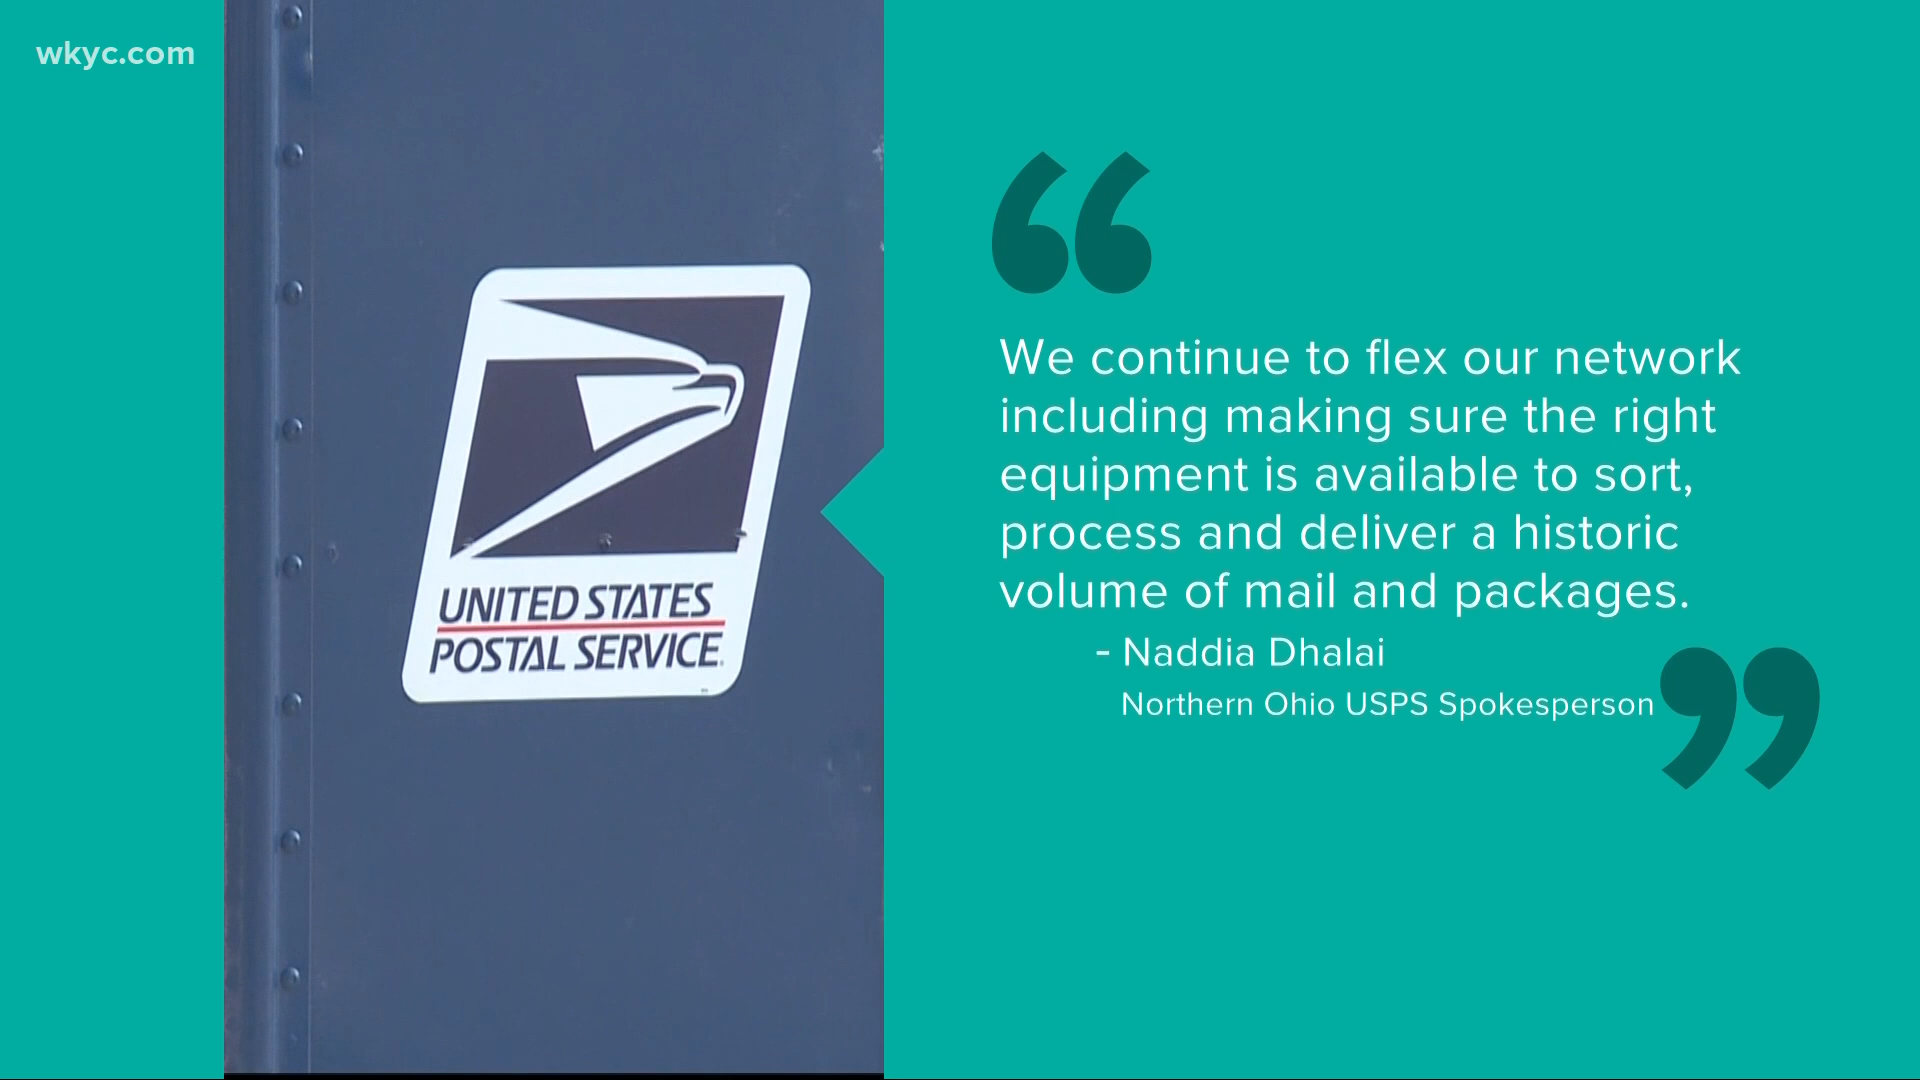 wkyc.com
UNITED STATES
POSTAL SERVICE
“
We continue to flex our network
including making sure the right
equipment is available to sort,
process and deliver a historic
volume of mail and packages.
- Naddia Dhalai
Northern Ohio USPS Spokesperson
”